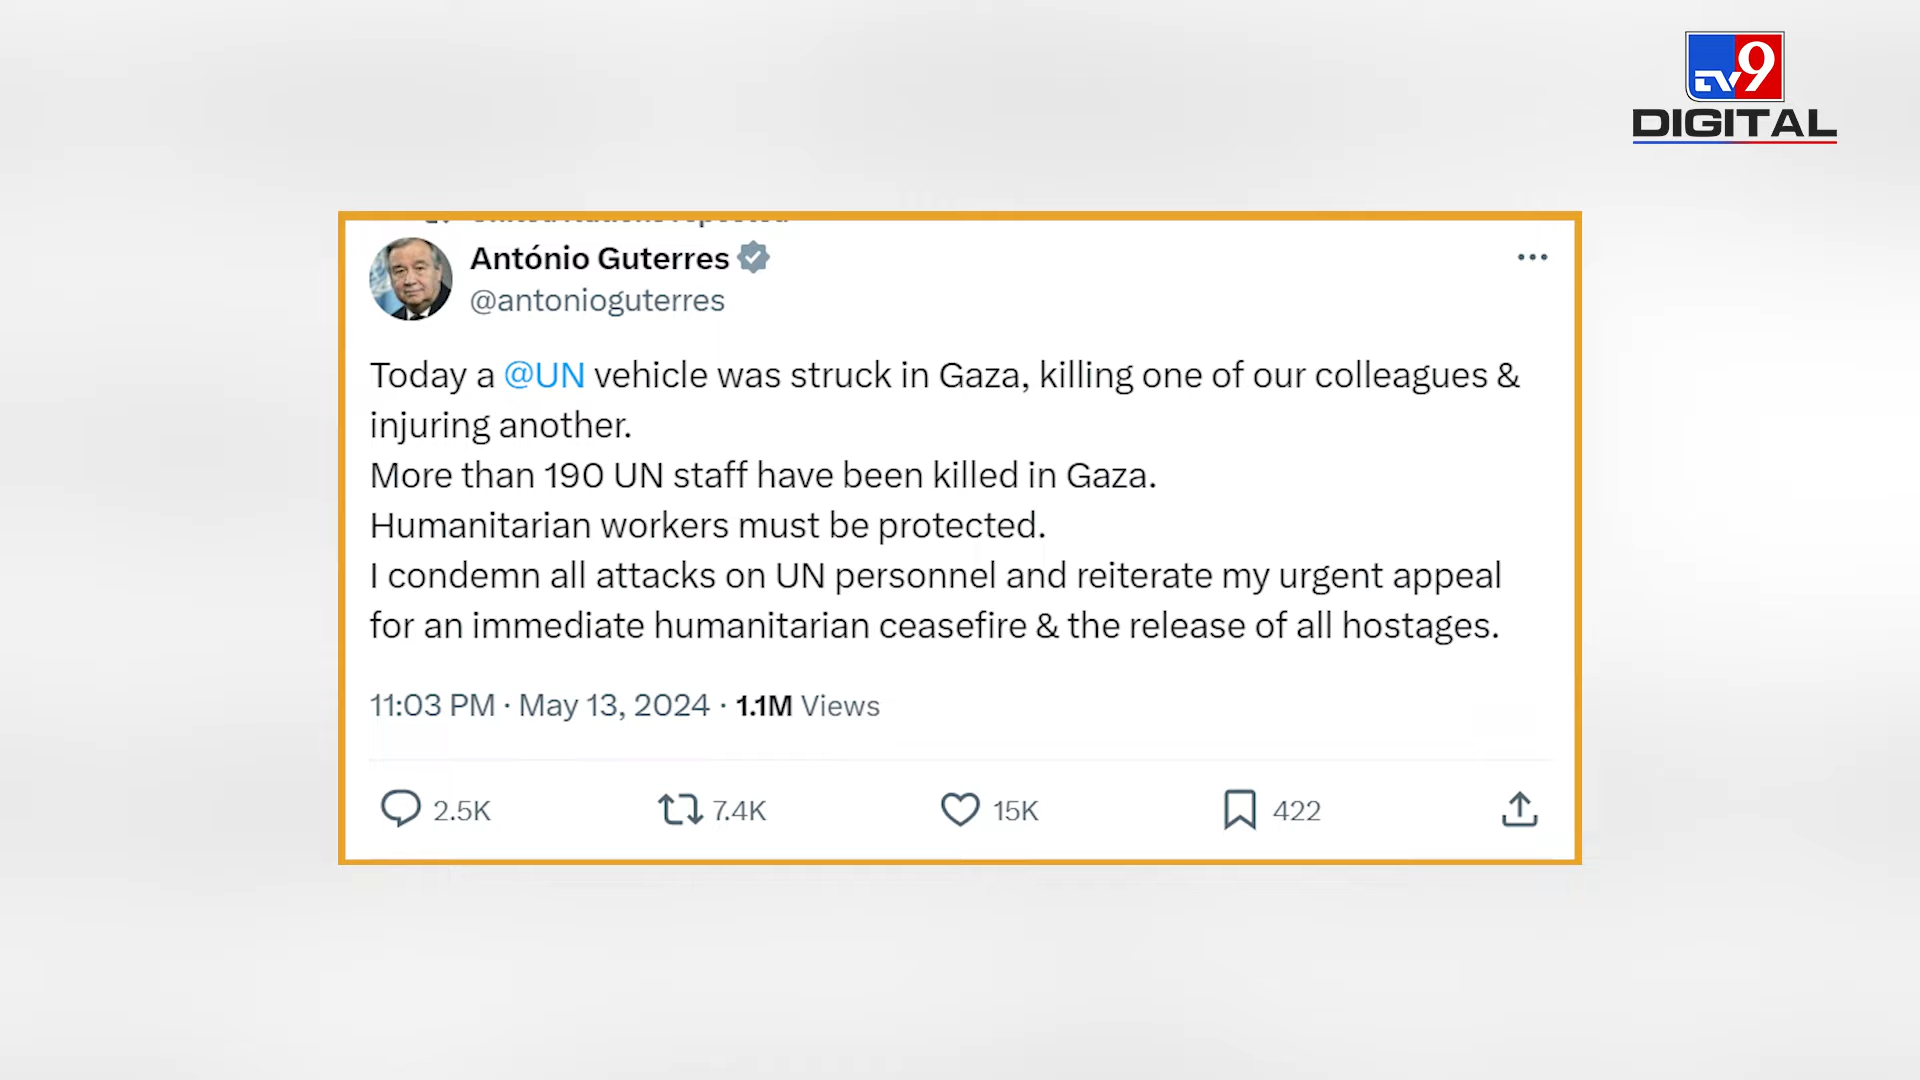 TV9
DIGITAL
United Nations reposted
António Guterres
@antonioguterres
Today a @UN vehicle was struck in Gaza, killing one of our colleagues &
injuring another.
More than 190 UN staff have been killed in Gaza.
Humanitarian workers must be protected.
I condemn all attacks on UN personnel and reiterate my urgent appeal
for an immediate humanitarian ceasefire & the release of all hostages.
11:03 PM · May 13, 2024 · 1.1M Views
2.5K 7.4K 15K 422